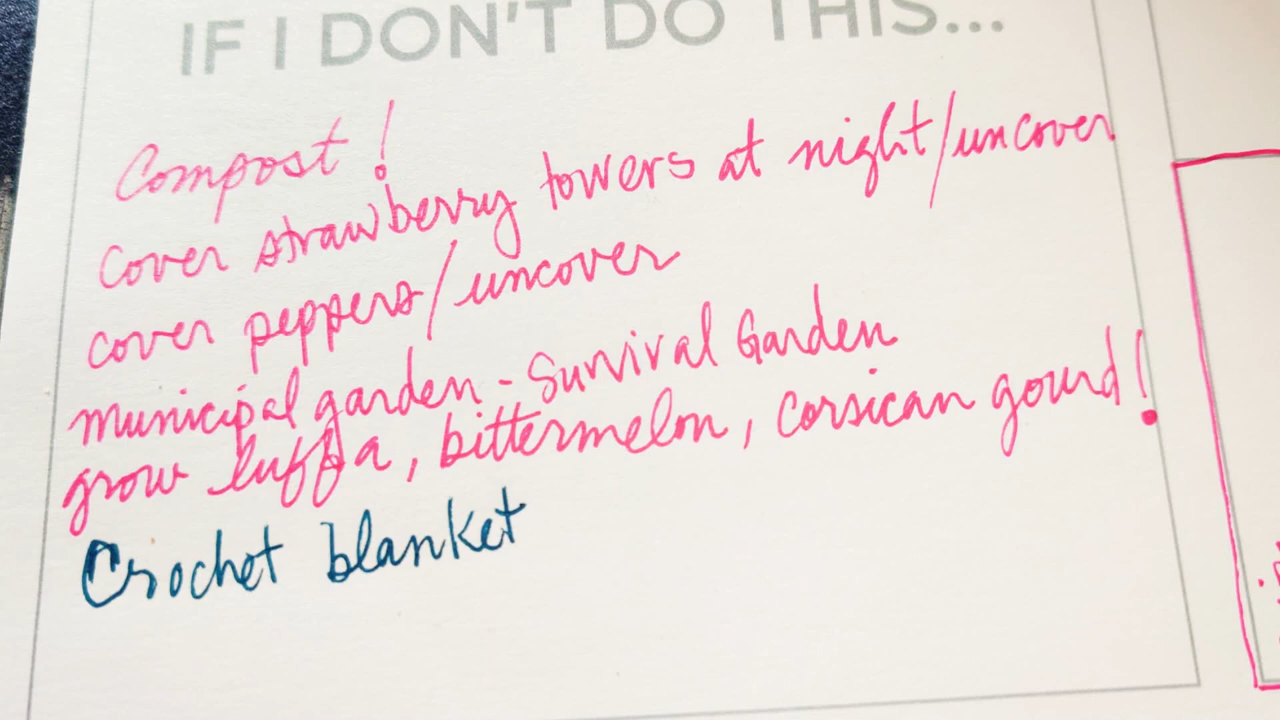 IF I DON'T DO THIS...
Compost!
cover strawberry towers at night/uncover
cover peppers/uncover
municipal garden - Survival Garden
grow luffa, bittermelon, corsican gourd!
Crochet blanket